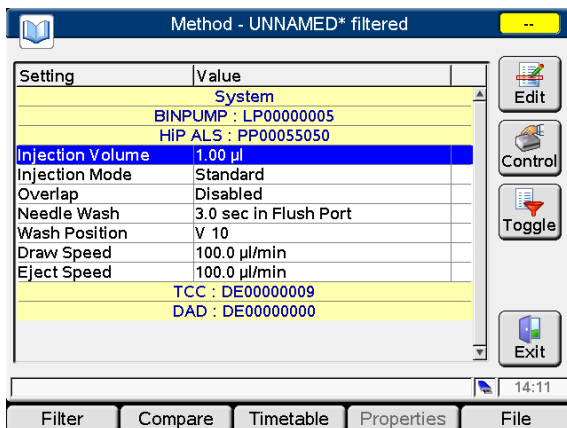 Method - UNNAMED* filtered --
Setting Value
System
BINPUMP : LP00000005
HiP ALS : PP00055050
Injection Volume 1.00 µl
Injection Mode Standard
Overlap Disabled
Needle Wash 3.0 sec in Flush Port
Wash Position V 10
Draw Speed 100.0 µl/min
Eject Speed 100.0 µl/min
TCC : DE00000009
DAD : DE00000000
Edit
Control
Toggle
Exit
14:11
Filter Compare Timetable Properties File